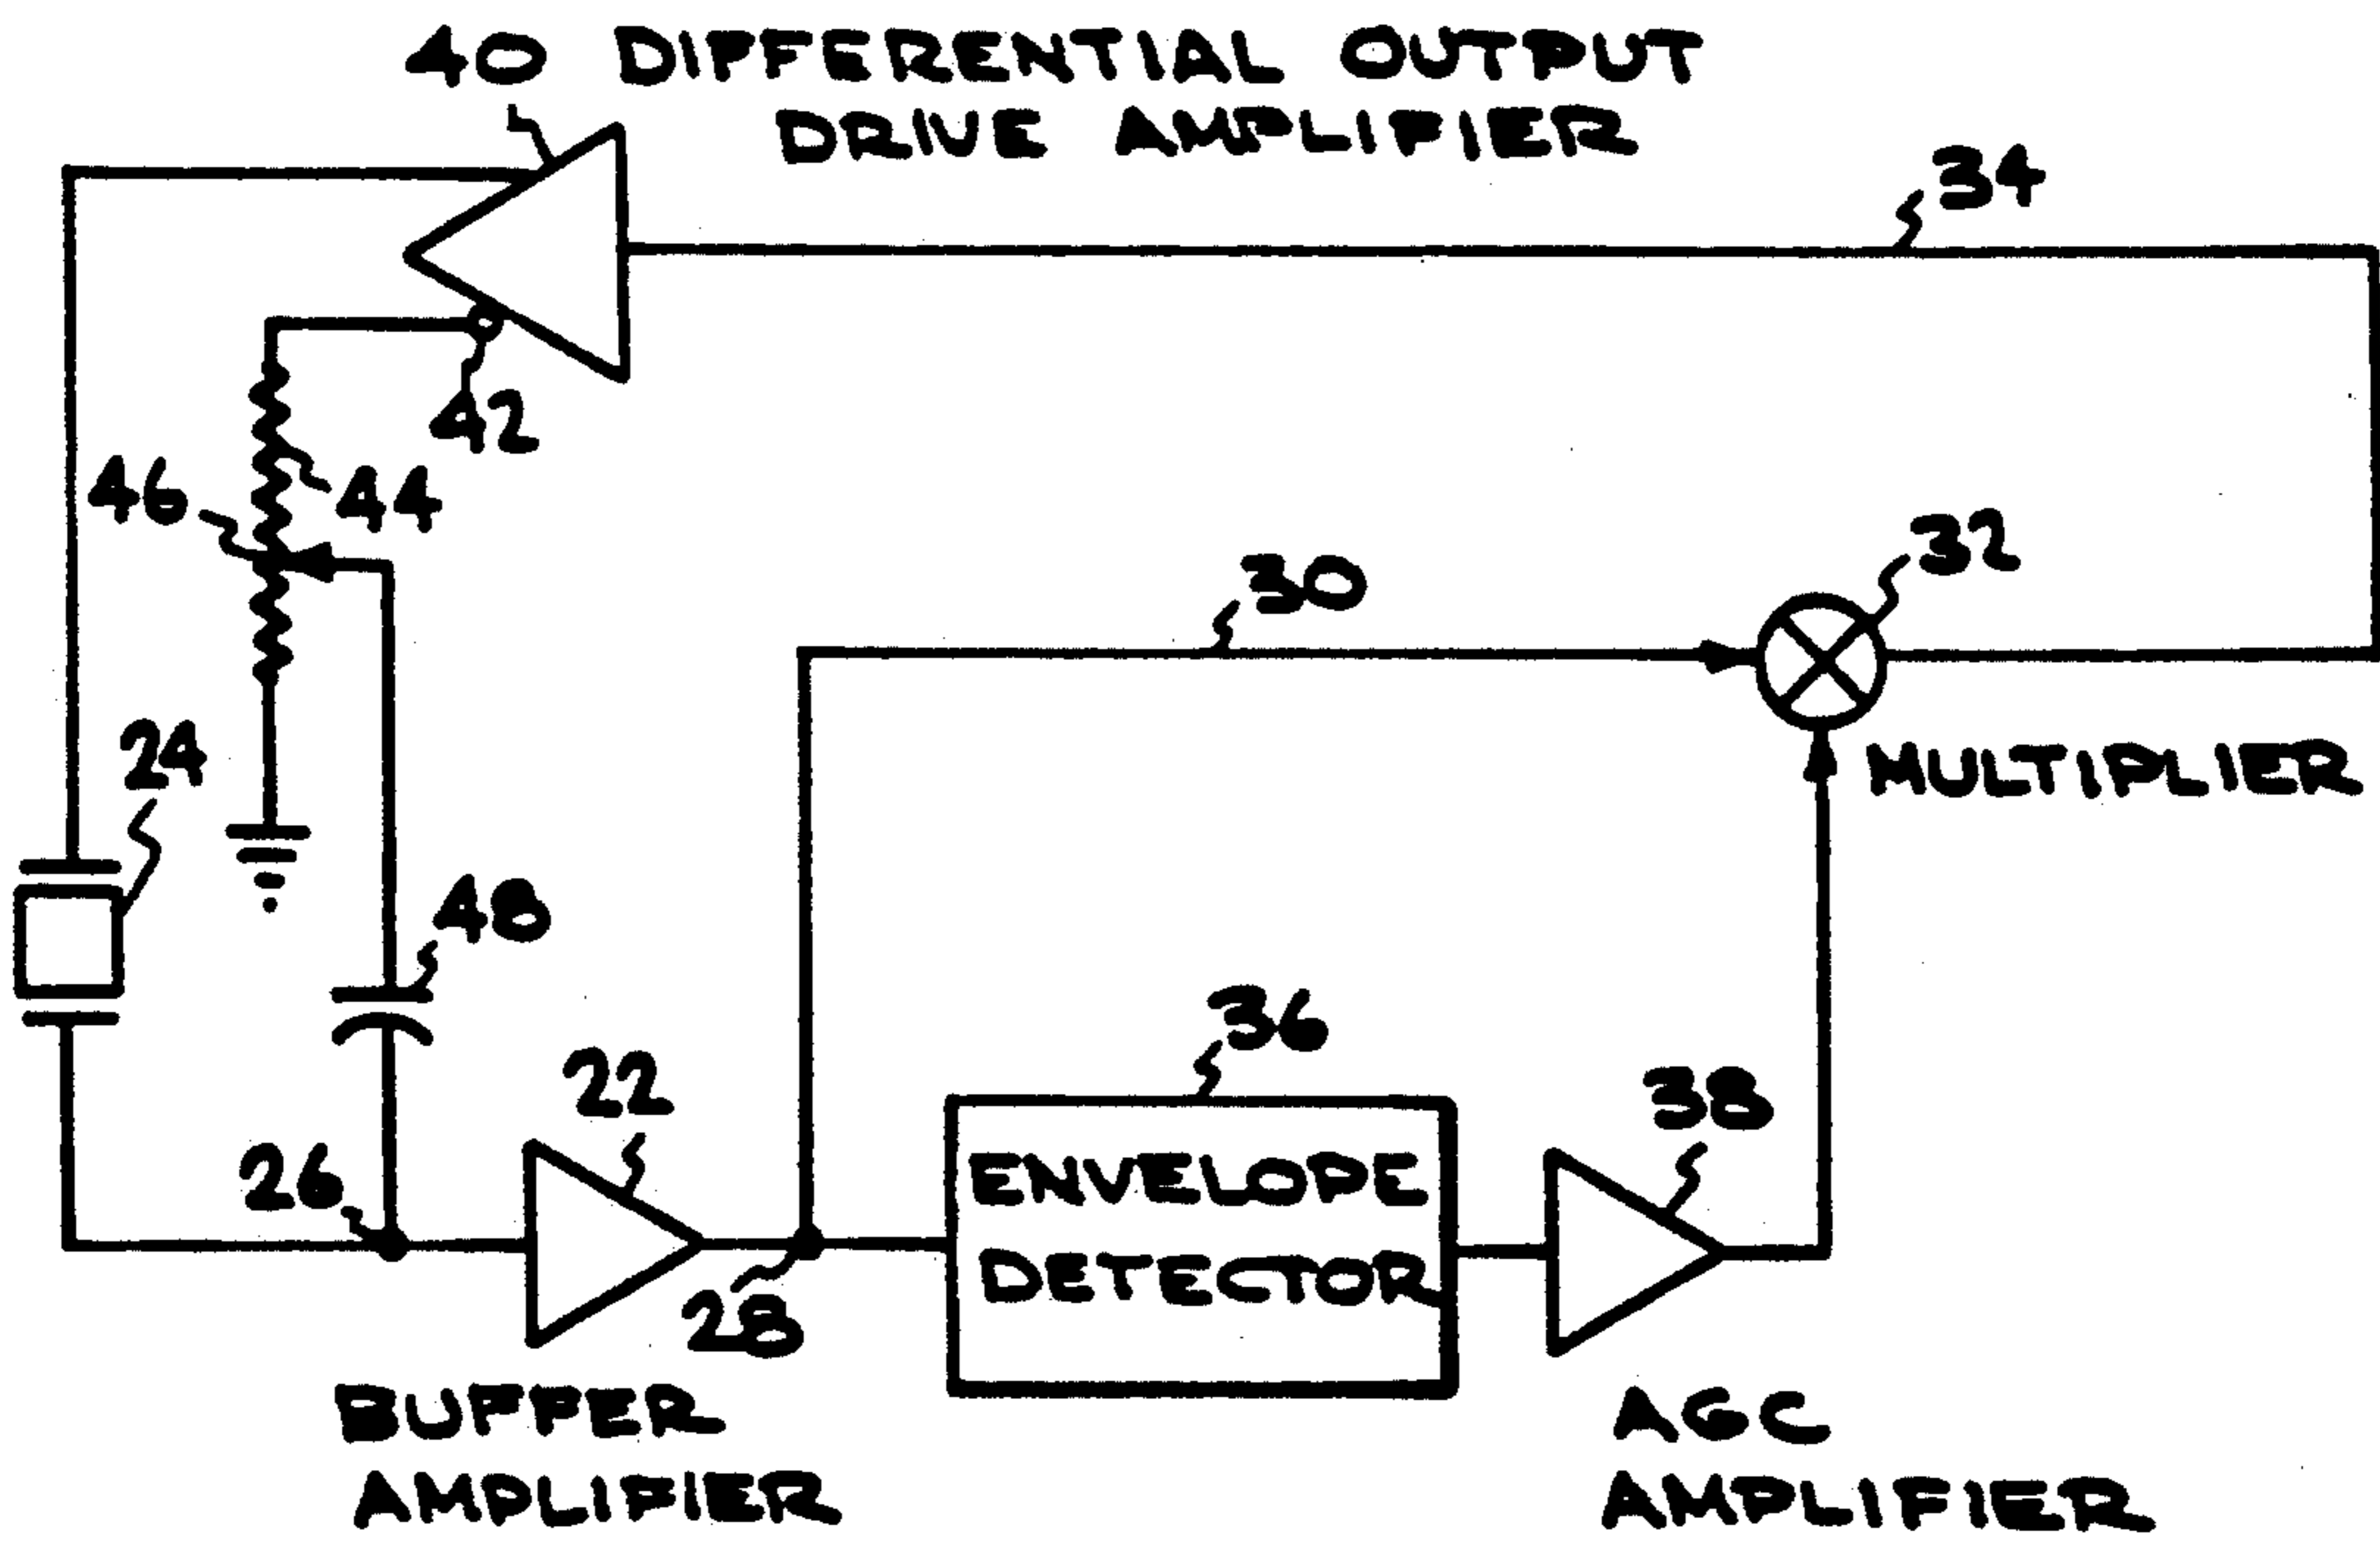 40 DIFFERENTIAL OUTPUT
DRIVE AMPLIFIER
34
42
46
44
32
30
24
MULTIPLIER
48
36
22
38
26
ENVELOPE
DETECTOR
28
BUFFER
AMPLIFIER
AGC
AMPLIFIER